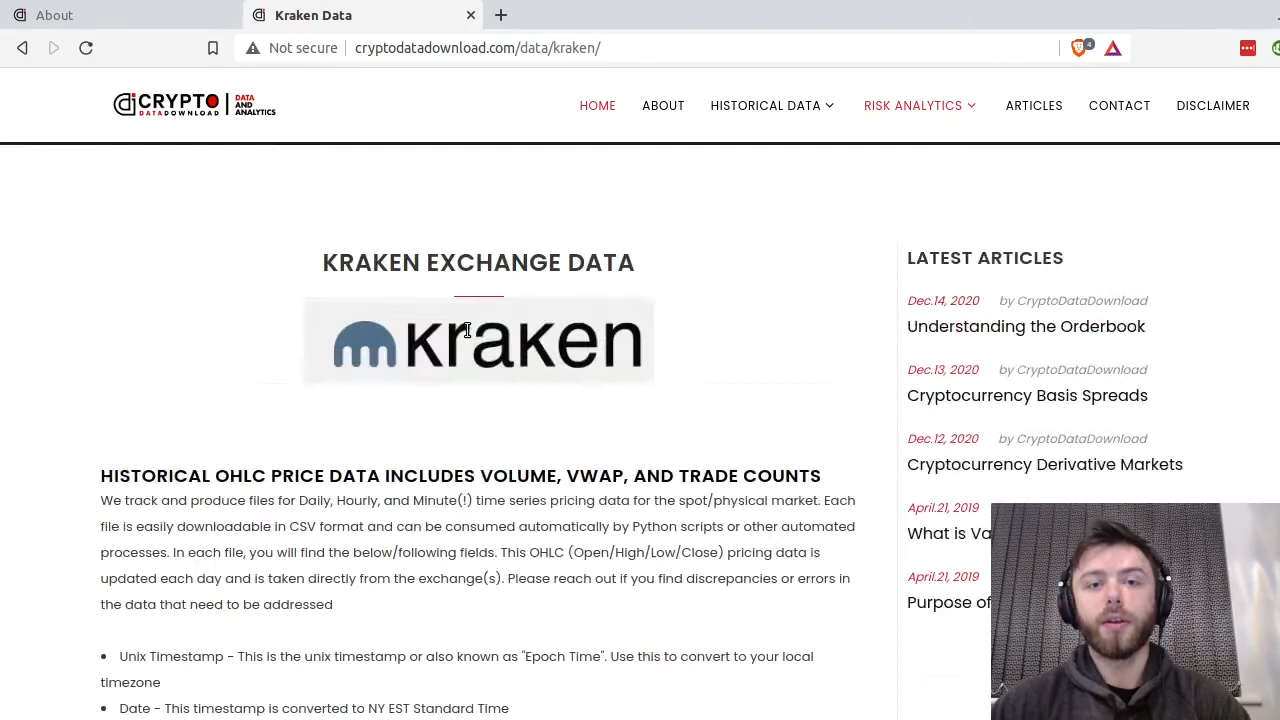 About
Kraken Data
Not secure
cryptodatadownload.com/data/kraken/
4
CRYPTO
DATADOWNLOAD
DATA
AND
ANALYTICS
HOME
ABOUT
HISTORICAL DATA
RISK ANALYTICS
ARTICLES
CONTACT
DISCLAIMER
KRAKEN EXCHANGE DATA
kraken
HISTORICAL OHLC PRICE DATA INCLUDES VOLUME, VWAP, AND TRADE COUNTS
We track and produce files for Daily, Hourly, and Minute(!) time series pricing data for the spot/physical market. Each
file is easily downloadable in CSV format and can be consumed automatically by Python scripts or other automated
processes. In each file, you will find the below/following fields. This OHLC (Open/High/Low/Close) pricing data is
updated each day and is taken directly from the exchange(s). Please reach out if you find discrepancies or errors in
the data that need to be addressed
• Unix Timestamp - This is the unix timestamp or also known as "Epoch Time". Use this to convert to your local
timezone
• Date - This timestamp is converted to NY EST Standard Time
LATEST ARTICLES
Dec.14, 2020 by CryptoDataDownload
Understanding the Orderbook
Dec.13, 2020 by CryptoDataDownload
Cryptocurrency Basis Spreads
Dec.12, 2020 by CryptoDataDownload
Cryptocurrency Derivative Markets
April.21, 2019
What is Va
April.21, 2019
Purpose of